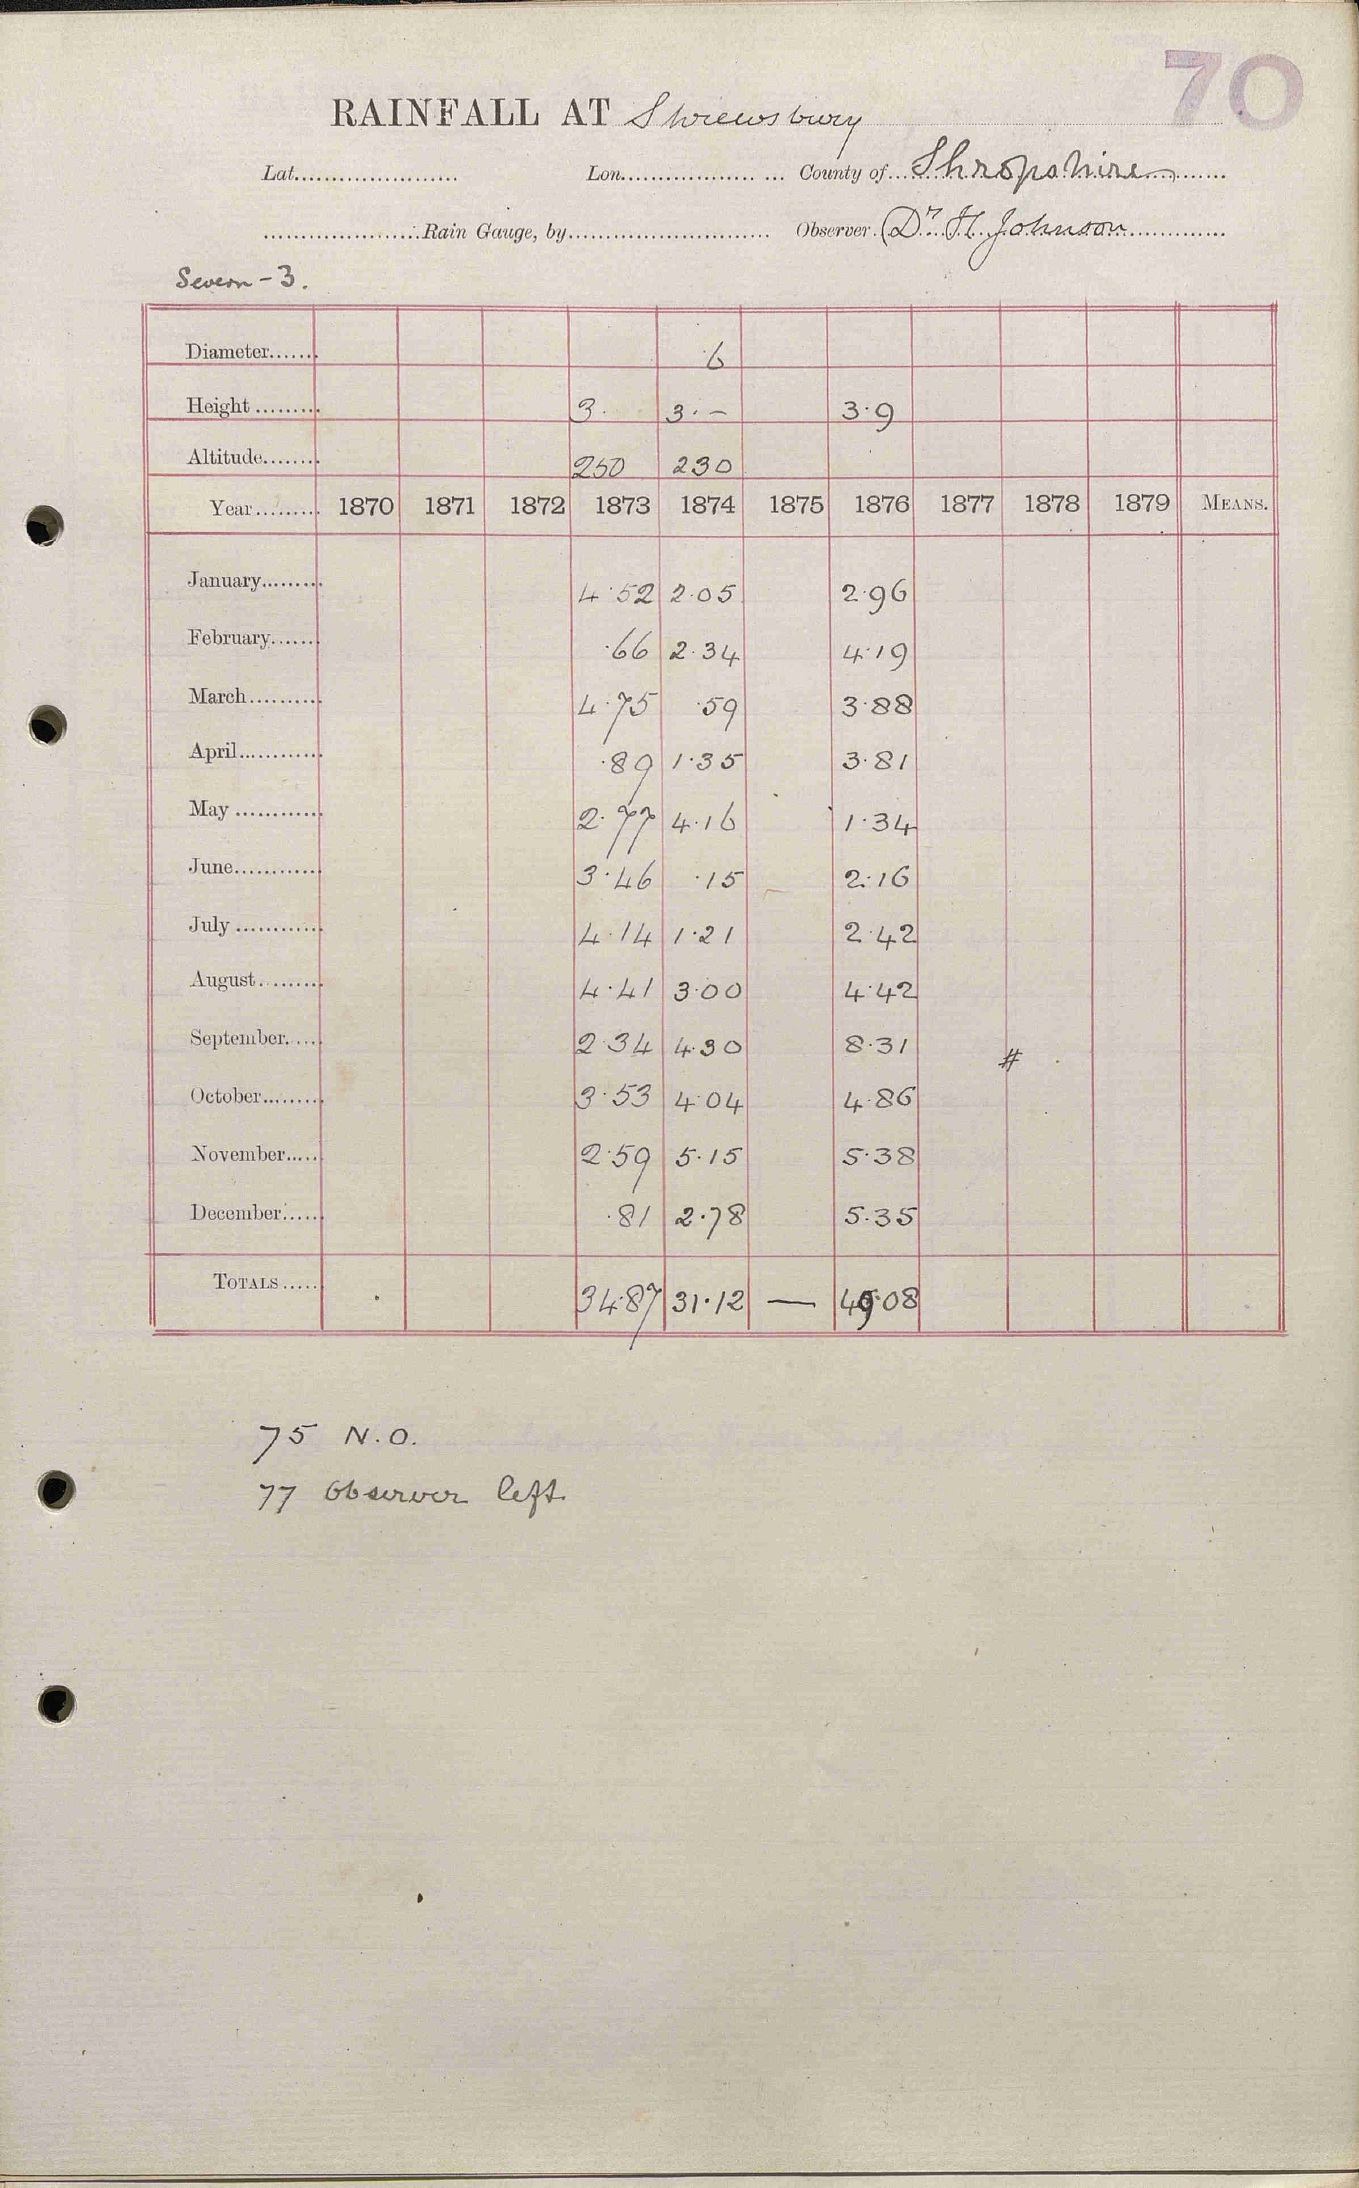 70
RAINFALL AT Shrewsbury
Lat. Lon. County of Shropshire
Rain Gauge, by Observer (Dr H Johnson
Severn - 3.
Diameter 6
Height 3. 3.- 3.9
Altitude 250 230
Year 1870 1871 1872 1873 1874 1875 1876 1877 1878 1879 MEANS.
January 4.52 2.05 2.96
February .66 2.34 4.19
March 4.75 .59 3.88
April .89 1.35 3.81
May 2.77 4.16 1.34
June 3.46 .15 2.16
July 4.14 1.21 2.42
August 4.41 3.00 4.42
September 2.34 4.30 8.31
#
October 3.53 4.04 4.86
November 2.59 5.15 5.38
December .81 2.78 5.35
TOTALS 34.87 31.12 — 49.08
75 N.O.
77 Observer left